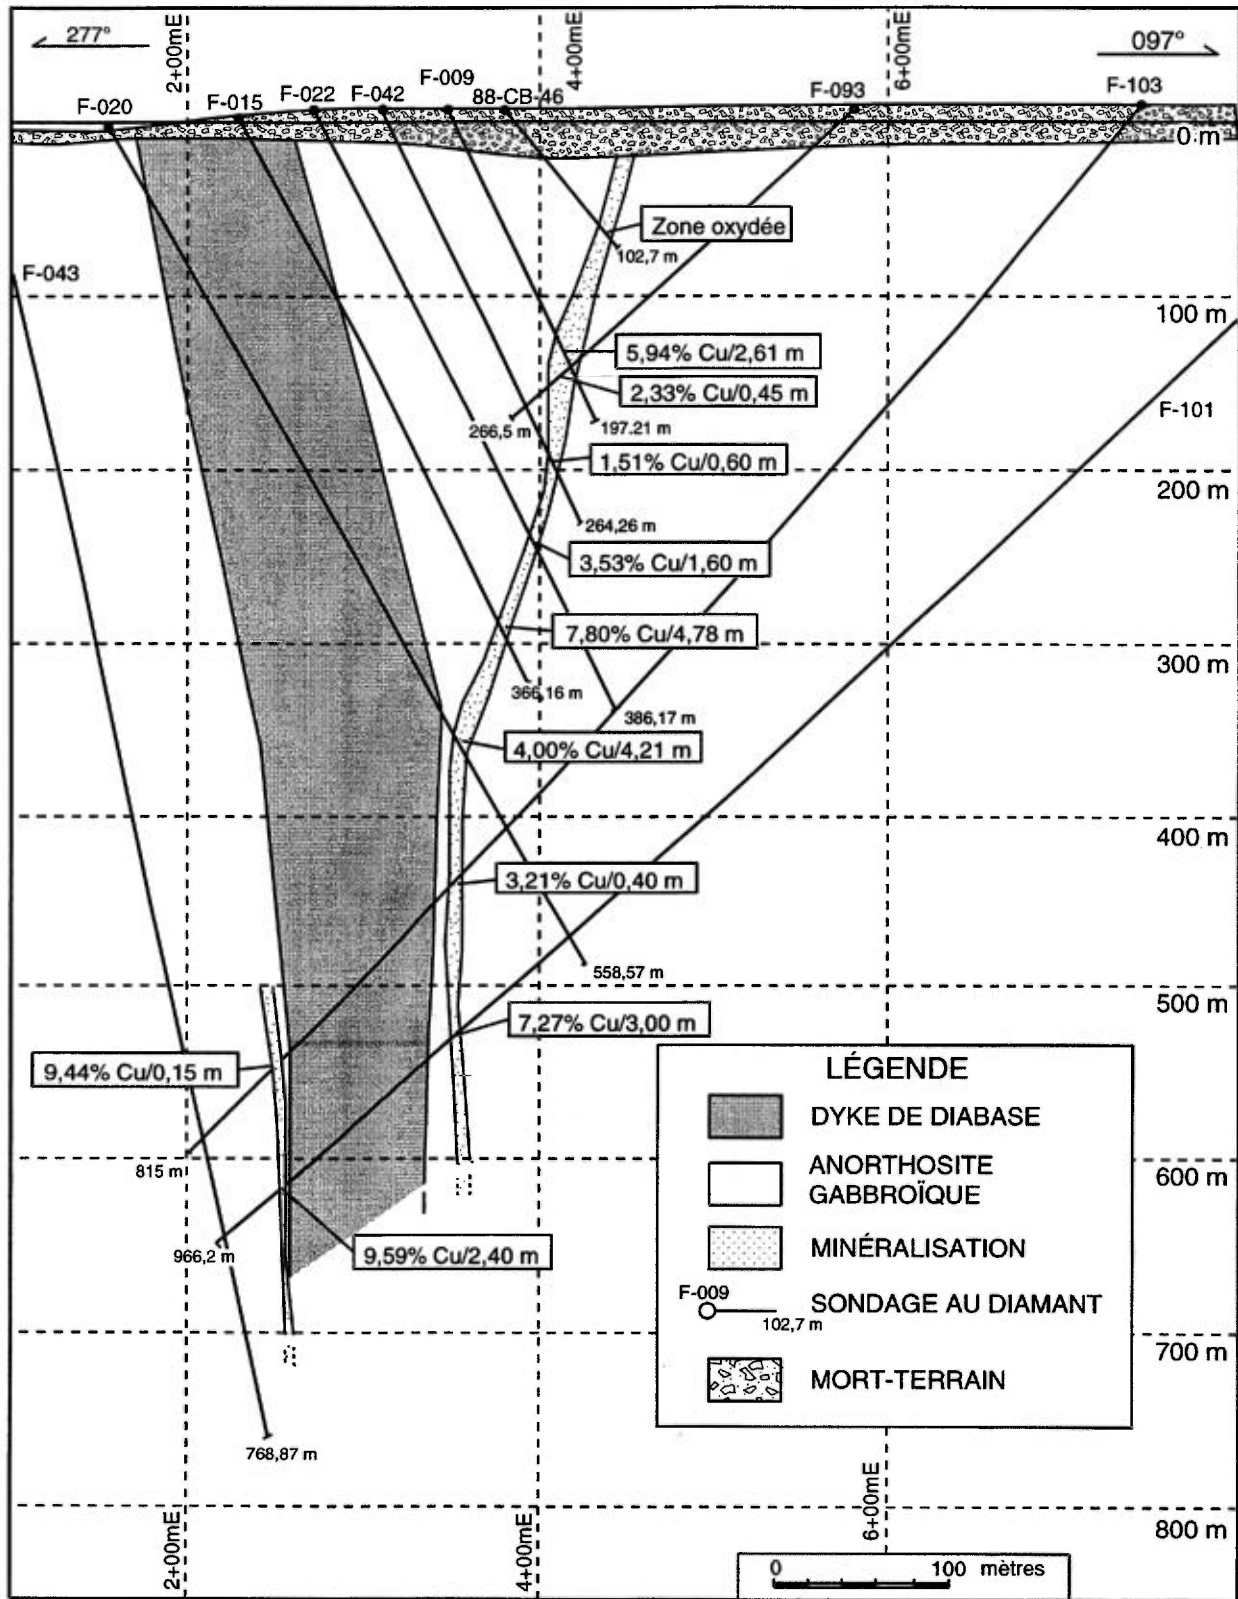 277°
2+00mE
4+00mE
6+00mE
097°
F-020
F-015
F-022
F-042
F-009
88-CB-46
F-093
F-103
0 m
Zone oxydée
102,7 m
F-043
100 m
5,94% Cu/2,61 m
2,33% Cu/0,45 m
F-101
266,5 m
197.21 m
1,51% Cu/0,60 m
200 m
264,26 m
3,53% Cu/1,60 m
7,80% Cu/4,78 m
300 m
366,16 m
386,17 m
4,00% Cu/4,21 m
400 m
3,21% Cu/0,40 m
558,57 m
500 m
7,27% Cu/3,00 m
9,44% Cu/0,15 m
815 m
600 m
966,2 m
9,59% Cu/2,40 m
700 m
768,87 m
LÉGENDE
DYKE DE DIABASE
ANORTHOSITE
GABBROÏQUE
MINÉRALISATION
F-009
102,7 m
SONDAGE AU DIAMANT
MORT-TERRAIN
2+00mE
4+00mE
6+00mE
800 m
0 100 mètres